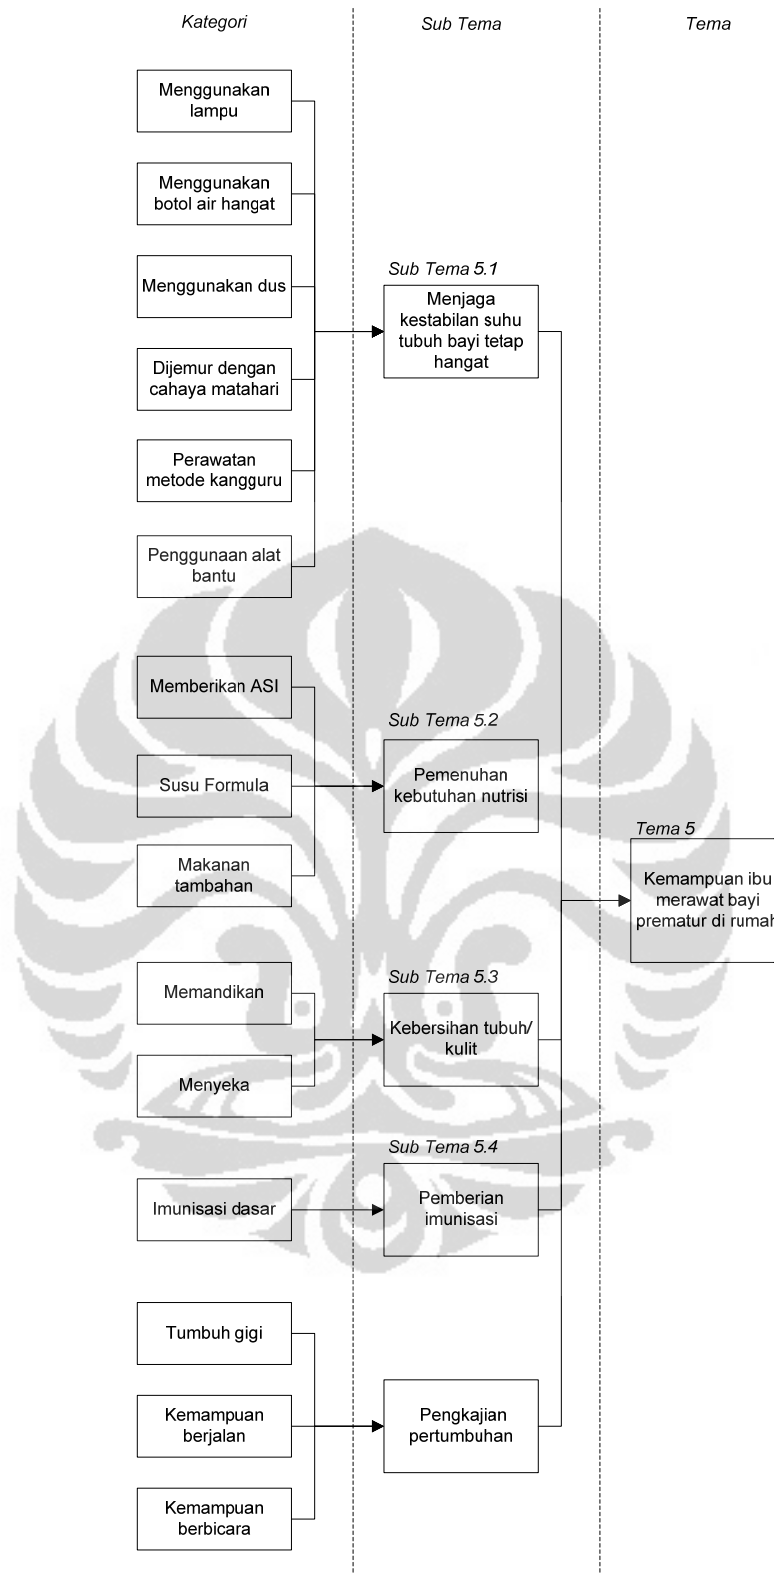 Kategori
Sub Tema
Tema
Menggunakan
lampu
Menggunakan
botol air hangat
Menggunakan dus
Dijemur dengan
cahaya matahari
Perawatan
metode kangguru
Penggunaan alat
bantu
Sub Tema 5.1
Menjaga
kestabilan suhu
tubuh bayi tetap
hangat
Memberikan ASI
Susu Formula
Makanan
tambahan
Sub Tema 5.2
Pemenuhan
kebutuhan nutrisi
Tema 5
Kemampuan ibu
merawat bayi
prematur di rumah
Memandikan
Menyeka
Sub Tema 5.3
Kebersihan tubuh/
kulit
Imunisasi dasar
Sub Tema 5.4
Pemberian
imunisasi
Tumbuh gigi
Kemampuan
berjalan
Kemampuan
berbicara
Pengkajian
pertumbuhan